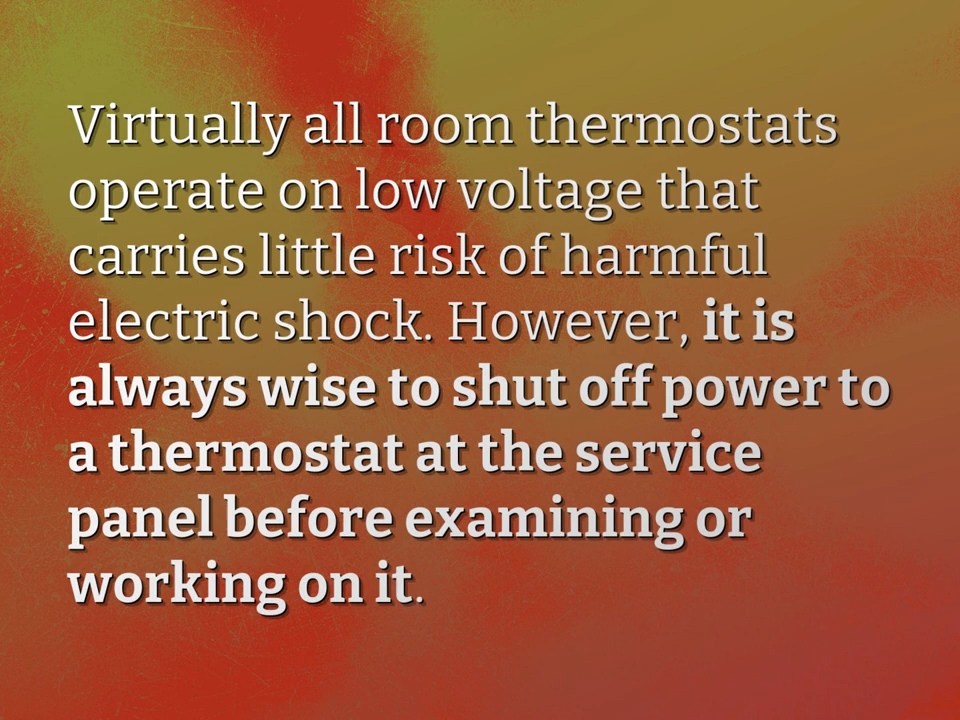 Virtually all room thermostats
operate on low voltage that
carries little risk of harmful
electric shock. However, it is
always wise to shut off power to
a thermostat at the service
panel before examining or
working on it.